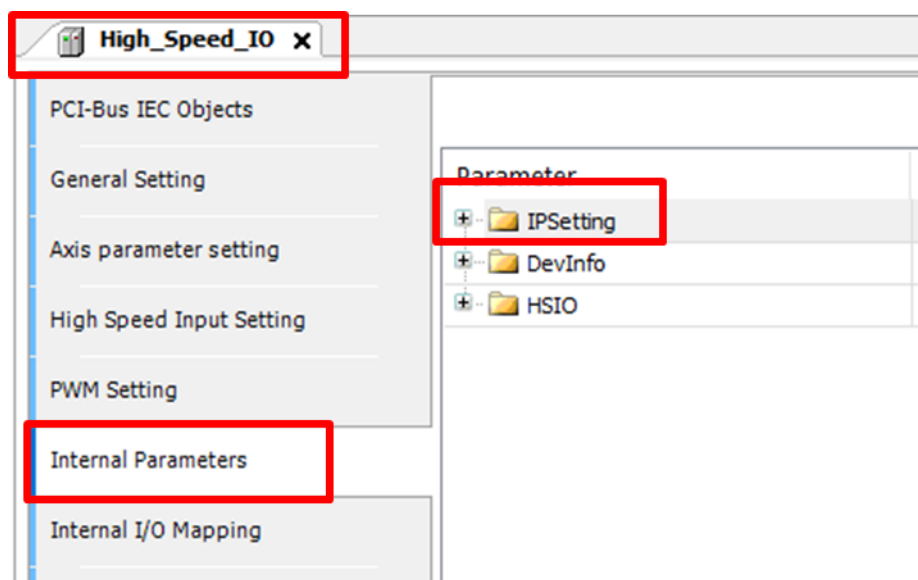 High_Speed_IO
PCI-Bus IEC Objects
General Setting
Axis parameter setting
High Speed Input Setting
PWM Setting
Internal Parameters
Internal I/O Mapping
Parameter
IPSetting
DevInfo
HSIO